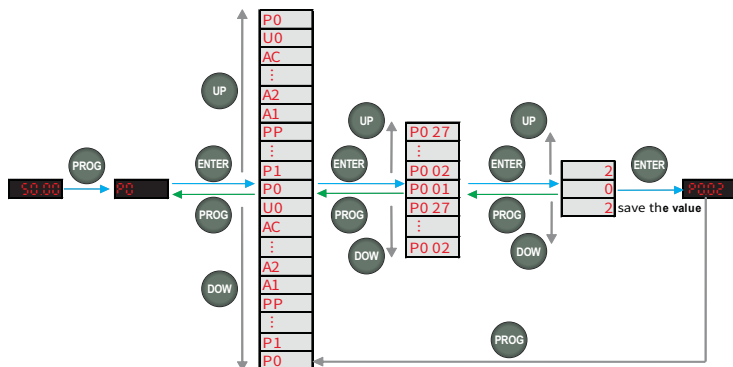 50.00
PROG
P0
ENTER
PROG
UP
DOW
P0
U0
AC
⋮
A2
A1
PP
⋮
P1
P0
U0
AC
⋮
A2
A1
PP
⋮
P1
P0
ENTER
PROG
UP
DOW
P0 27
⋮
P0 02
P0 01
P0 27
⋮
P0 02
ENTER
PROG
UP
DOW
2
0
2
save the value
ENTER
P0.02
PROG